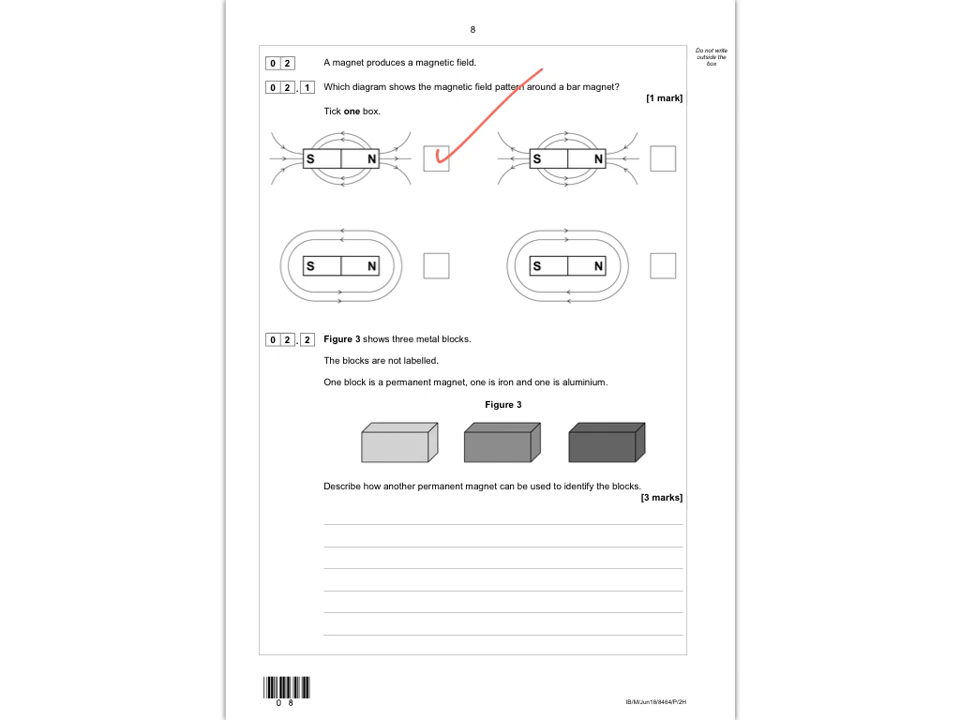 8
Do not write
outside the
box
0 2 A magnet produces a magnetic field.
0 2 . 1 Which diagram shows the magnetic field pattern around a bar magnet?
[1 mark]
Tick one box.
S N S N
S N S N
0 2 . 2 Figure 3 shows three metal blocks.
The blocks are not labelled.
One block is a permanent magnet, one is iron and one is aluminium.
Figure 3
Describe how another permanent magnet can be used to identify the blocks.
[3 marks]
0 8
IB/M/Jun18/8464/P/2H